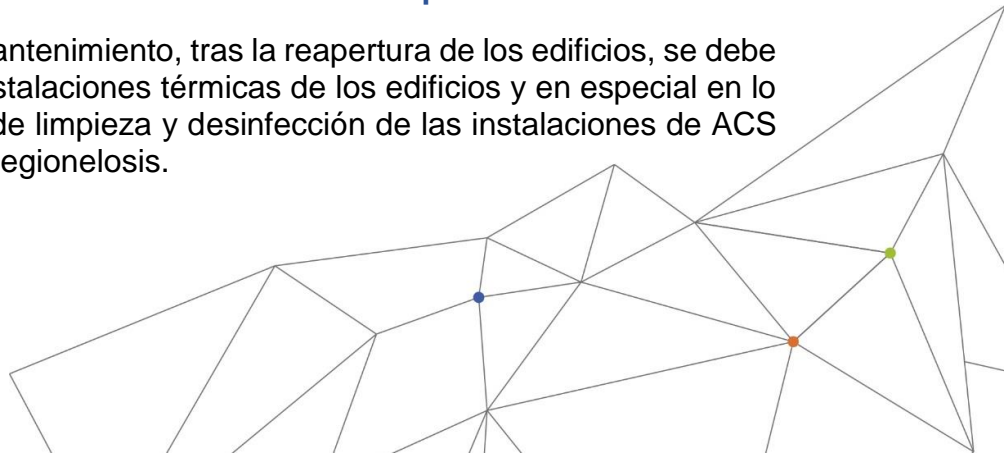 antenimiento, tras la reapertura de los edificios, se debe
stalaciones térmicas de los edificios y en especial en lo
de limpieza y desinfección de las instalaciones de ACS
egionelosis.